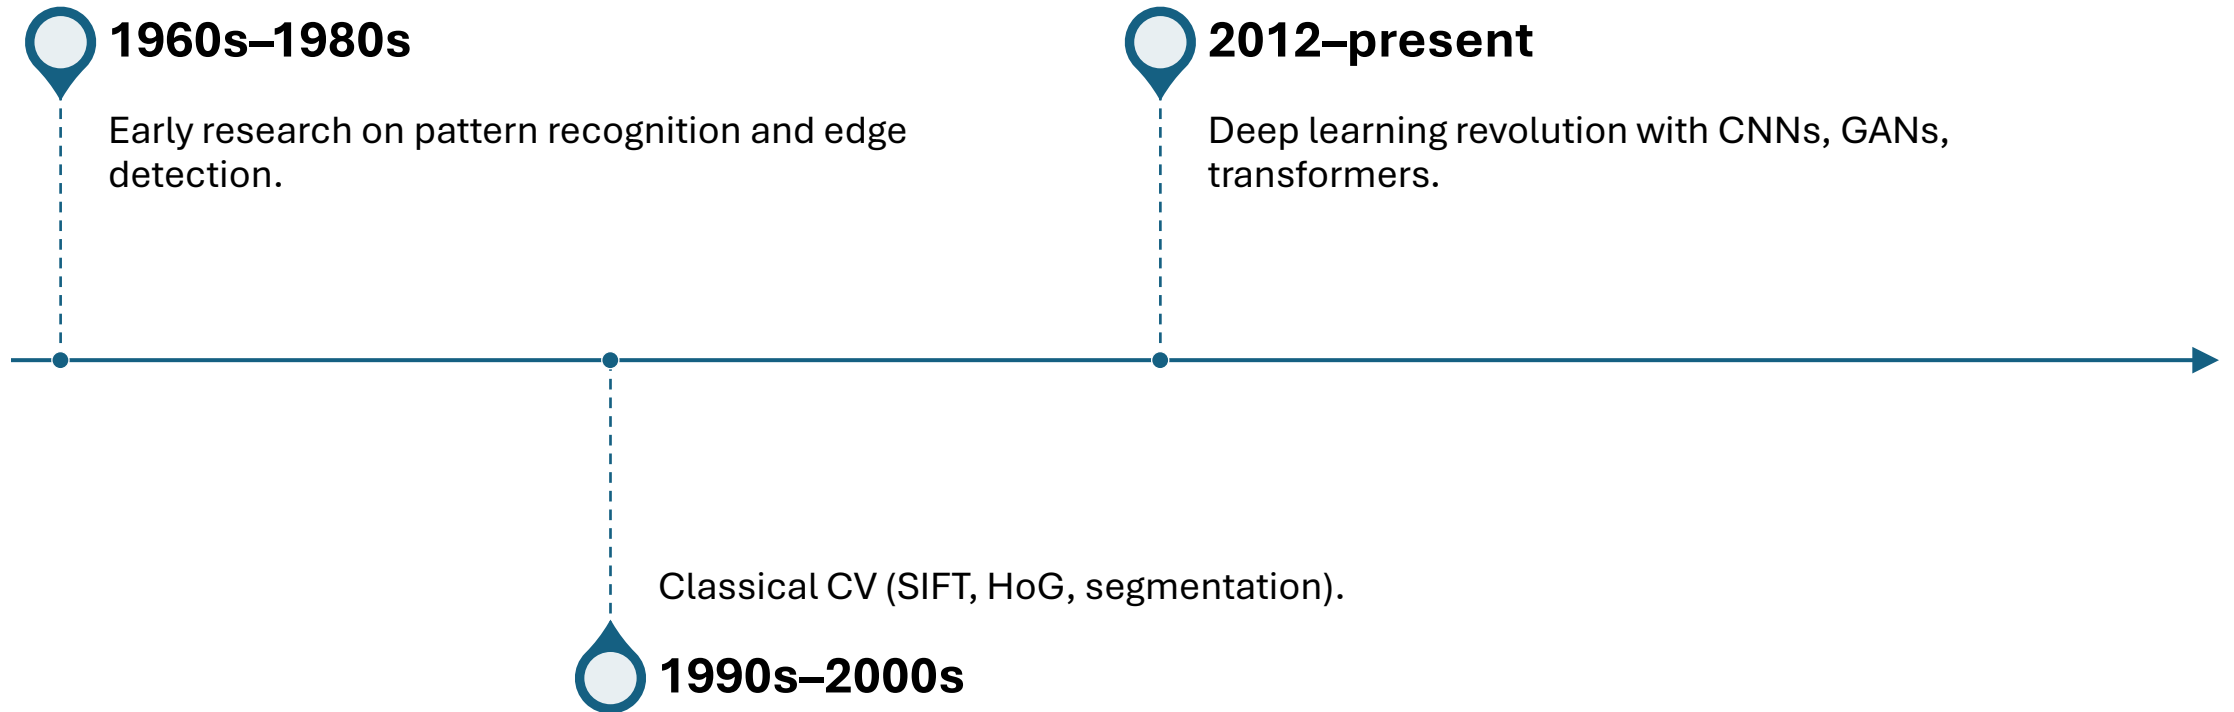 1960s–1980s
Early research on pattern recognition and edge
detection.
2012–present
Deep learning revolution with CNNs, GANs,
transformers.
Classical CV (SIFT, HoG, segmentation).
1990s–2000s